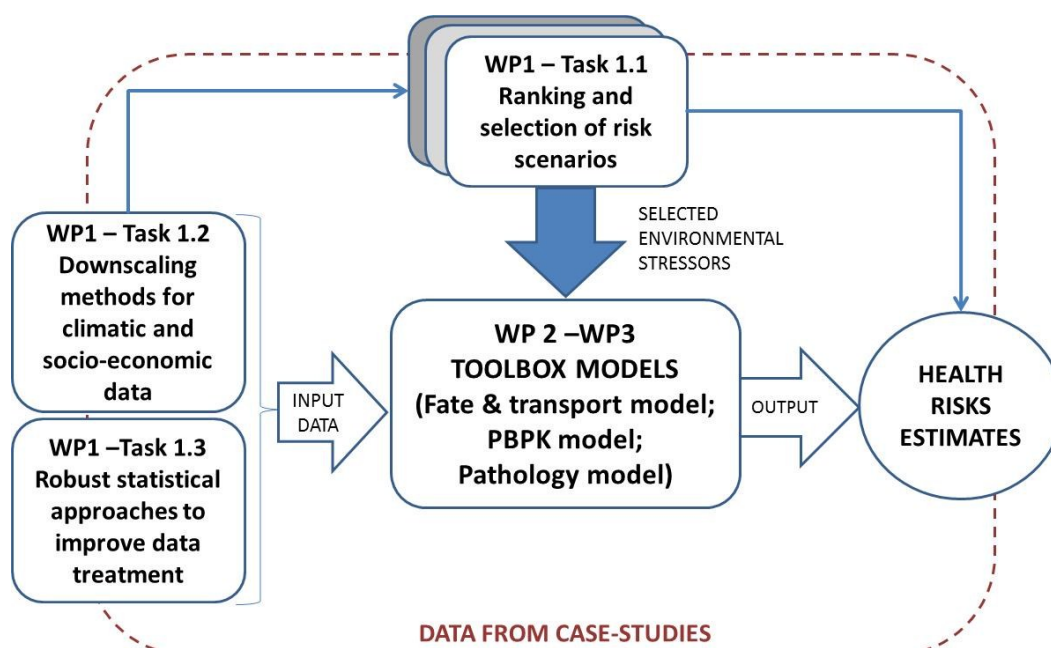 WP1 – Task 1.1
Ranking and
selection of risk
scenarios
WP1 – Task 1.2
Downscaling
methods for
climatic and
socio-economic
data
WP1 –Task 1.3
Robust statistical
approaches to
improve data
treatment
INPUT
DATA
SELECTED
ENVIRONMENTAL
STRESSORS
WP 2 –WP3
TOOLBOX MODELS
(Fate & transport model;
PBPK model;
Pathology model)
OUTPUT
HEALTH
RISKS
ESTIMATES
DATA FROM CASE-STUDIES